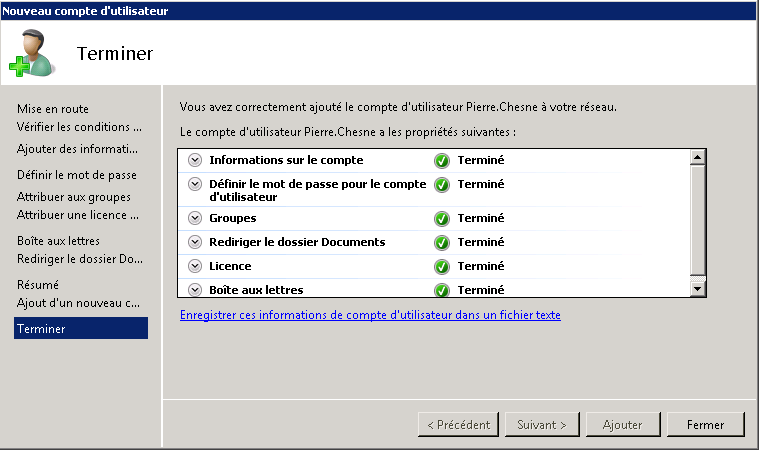 Nouveau compte d'utilisateur
Terminer
Mise en route
Vérifier les conditions ...
Ajouter des informati...
Définir le mot de passe
Attribuer aux groupes
Attribuer une licence ...
Boîte aux lettres
Rediriger le dossier Do...
Résumé
Ajout d'un nouveau c...
Terminer
Vous avez correctement ajouté le compte d'utilisateur Pierre.Chesne à votre réseau.
Le compte d'utilisateur Pierre.Chesne a les propriétés suivantes :
Informations sur le compte Terminé
Définir le mot de passe pour le compte Terminé
d'utilisateur
Groupes Terminé
Rediriger le dossier Documents Terminé
Licence Terminé
Boîte aux lettres Terminé
Enregistrer ces informations de compte d'utilisateur dans un fichier texte
< Précédent Suivant > Ajouter Fermer